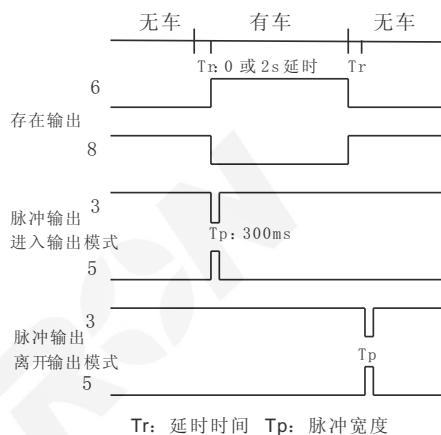 无车 有车 无车
Tr:0 或2s延时 Tr
6
存在输出
8
3
脉冲输出
进入输出模式
Tp: 300ms
5
3
脉冲输出
离开输出模式
Tp
5
Tr: 延时时间 Tp: 脉冲宽度